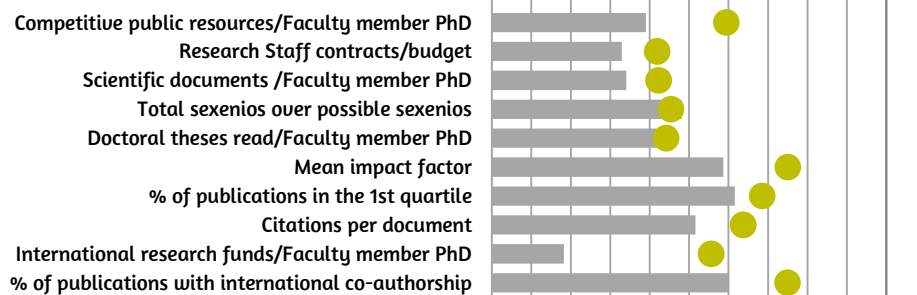 Competitive public resources/Faculty member PhD
Research Staff contracts/budget
Scientific documents /Faculty member PhD
Total sexenios over possible sexenios
Doctoral theses read/Faculty member PhD
Mean impact factor
% of publications in the 1st quartile
Citations per document
International research funds/Faculty member PhD
% of publications with international co-authorship